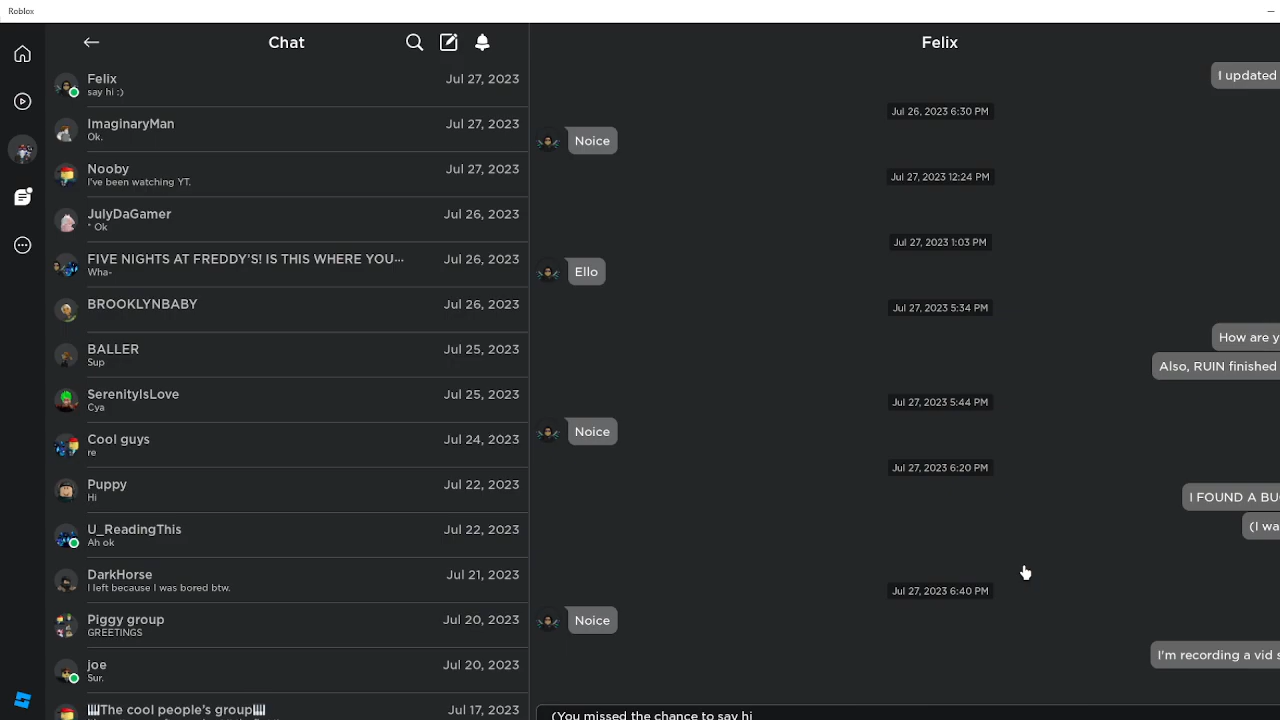 Roblox
Chat
Felix
Jul 27, 2023
say hi :)
ImaginaryMan
Jul 27, 2023
Ok.
Nooby
Jul 27, 2023
I've been watching YT.
JulyDaGamer
Jul 26, 2023
* Ok
FIVE NIGHTS AT FREDDY'S! IS THIS WHERE YOU...
Jul 26, 2023
Wha-
BROOKLYNBABY
Jul 26, 2023
BALLER
Jul 25, 2023
Sup
SerenityIsLove
Jul 25, 2023
Cya
Cool guys
Jul 24, 2023
re
Puppy
Jul 22, 2023
Hi
U_ReadingThis
Jul 22, 2023
Ah ok
DarkHorse
Jul 21, 2023
I left because I was bored btw.
Piggy group
Jul 20, 2023
GREETINGS
joe
Jul 20, 2023
Sur.
🎹The cool people's group🎹
Jul 17, 2023
Felix
I updated
Jul 26, 2023 6:30 PM
Noice
Jul 27, 2023 12:24 PM
Jul 27, 2023 1:03 PM
Ello
Jul 27, 2023 5:34 PM
How are y
Also, RUIN finished
Jul 27, 2023 5:44 PM
Noice
Jul 27, 2023 6:20 PM
I FOUND A BU
(I wa
Jul 27, 2023 6:40 PM
Noice
I'm recording a vid s
(You missed the chance to say hi